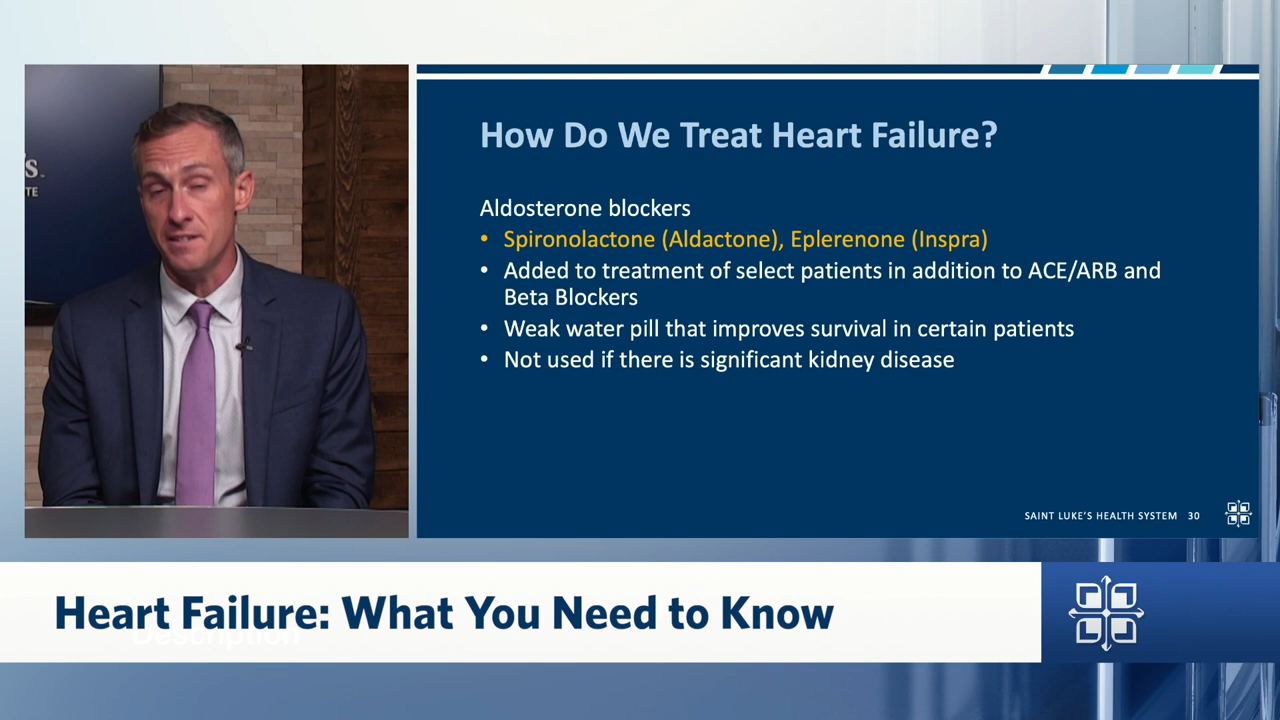 How Do We Treat Heart Failure?
Aldosterone blockers
• Spironolactone (Aldactone), Eplerenone (Inspra)
• Added to treatment of select patients in addition to ACE/ARB and
Beta Blockers
• Weak water pill that improves survival in certain patients
• Not used if there is significant kidney disease
SAINT LUKE'S HEALTH SYSTEM 30
Heart Failure: What You Need to Know
Description